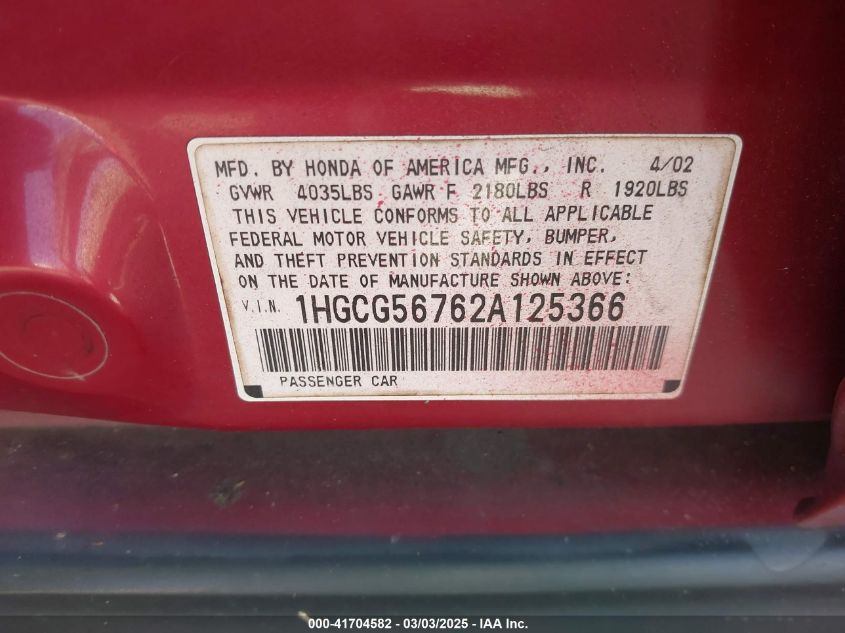 MFD. BY HONDA OF AMERICA MFG., INC. 4/02
GVWR 4035LBS GAWR F 2180LBS R 1920LBS
THIS VEHICLE CONFORMS TO ALL APPLICABLE
FEDERAL MOTOR VEHICLE SAFETY, BUMPER,
AND THEFT PREVENTION STANDARDS IN EFFECT
ON THE DATE OF MANUFACTURE SHOWN ABOVE:
V.I.N. 1HGCG56762A125366
PASSENGER CAR
000-41704582 - 03/03/2025 - IAA Inc.